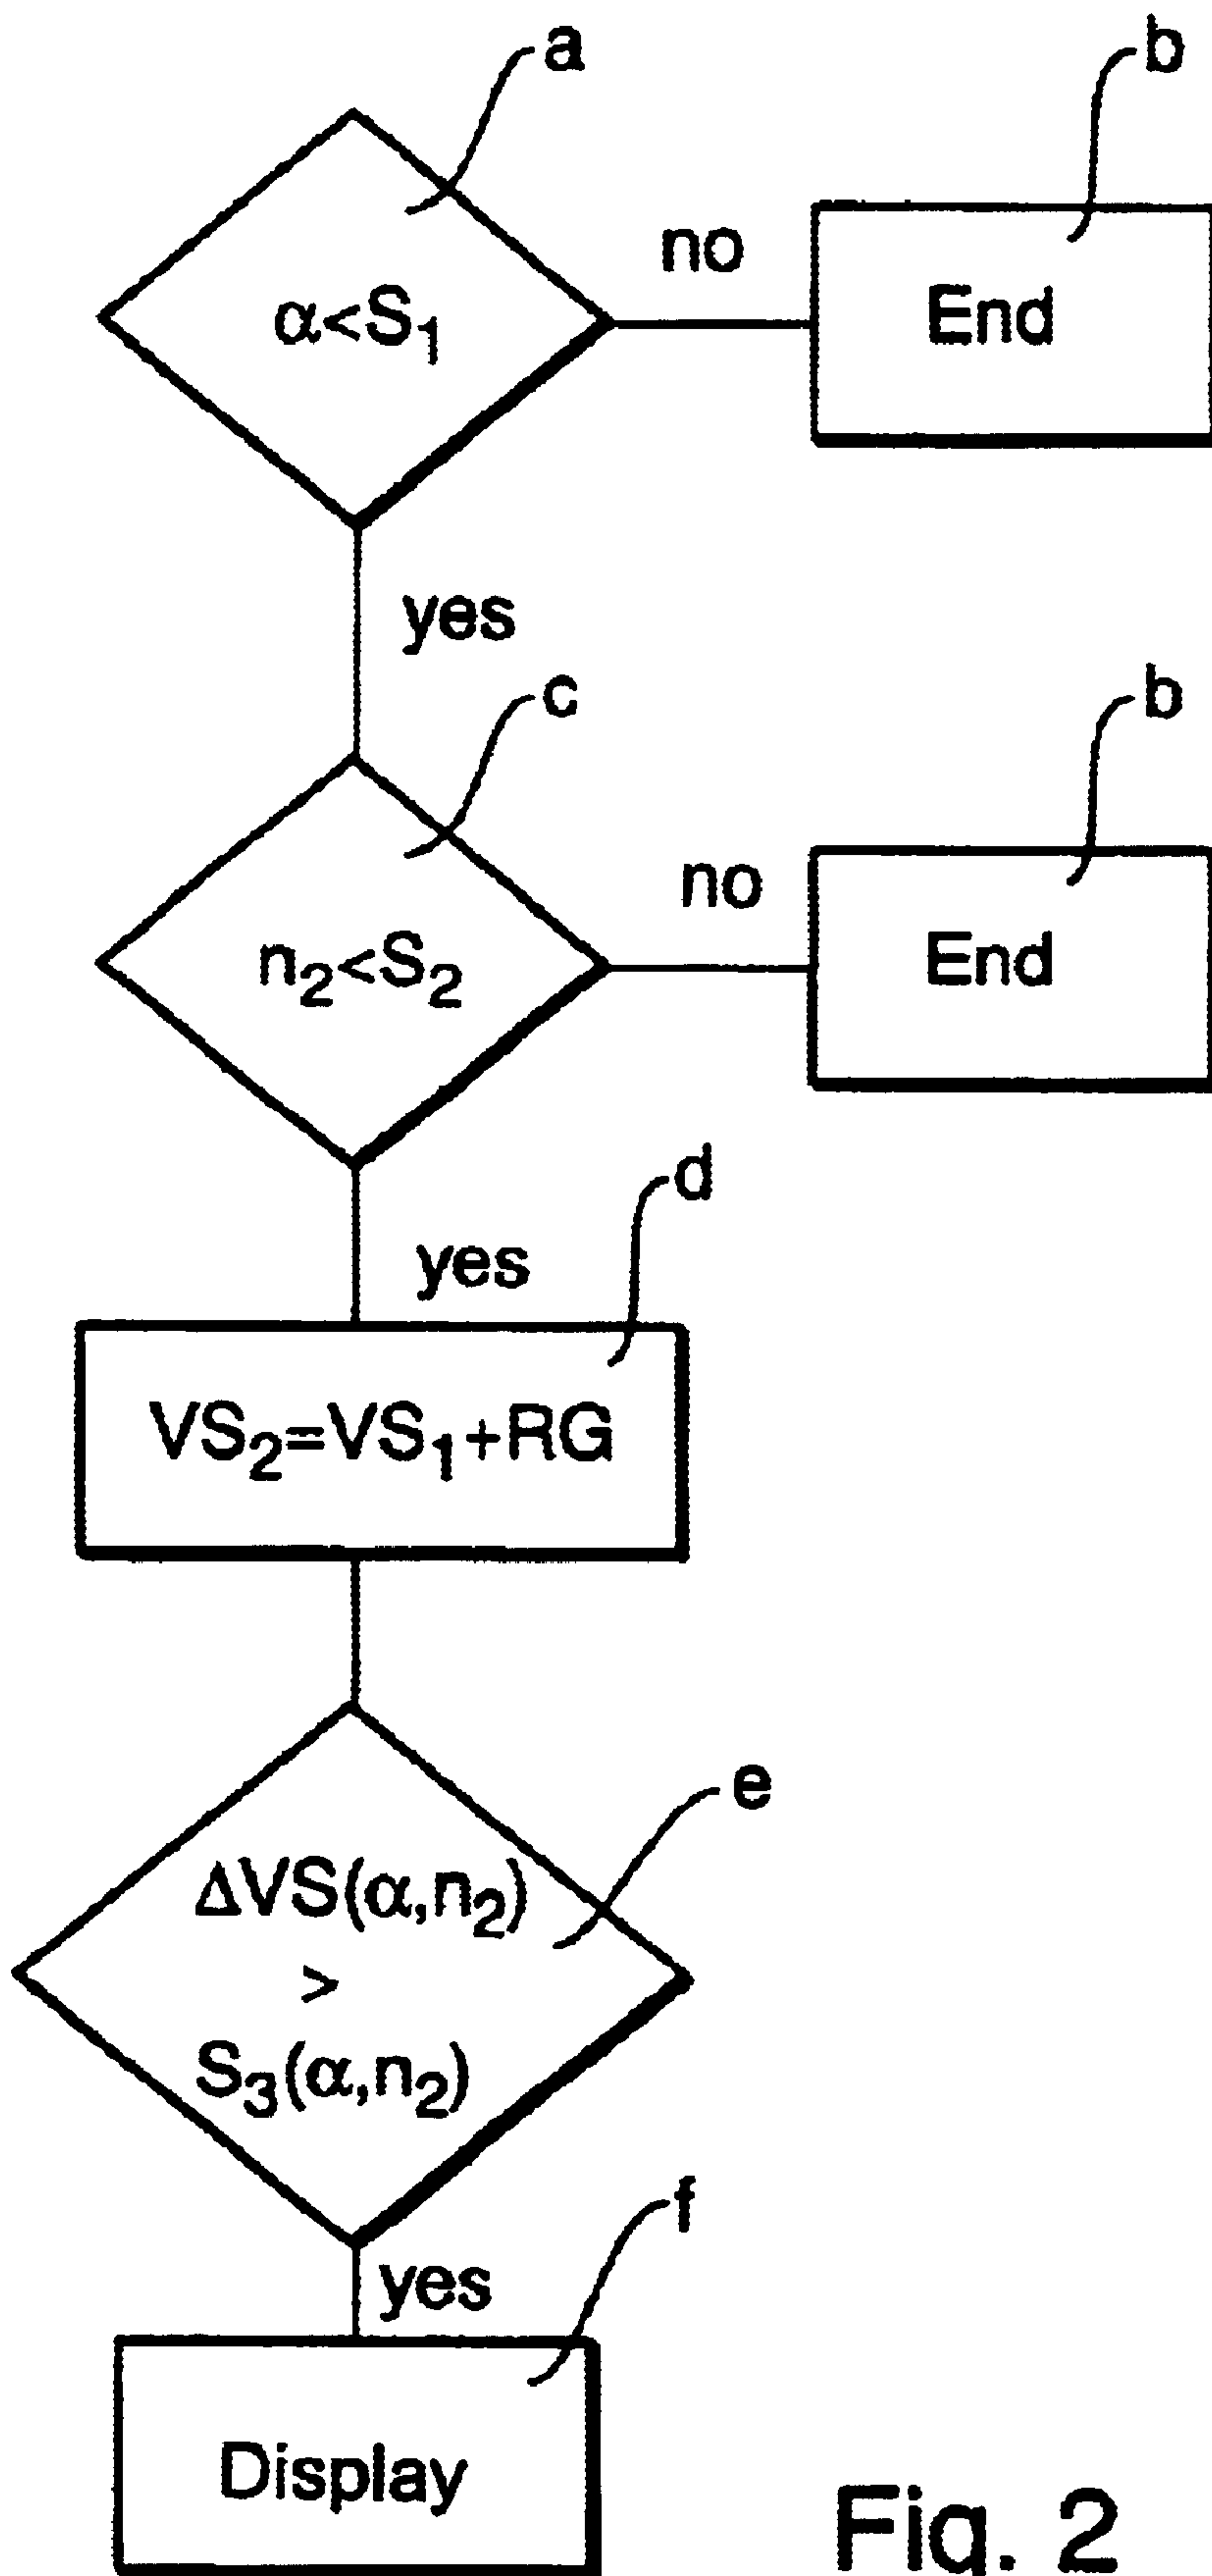 a
b
α<S₁
no
End
yes
c
b
n₂<S₂
no
End
yes
d
VS₂=VS₁+RG
e
ΔVS(α,n₂)
>
S₃(α,n₂)
f
yes
Display
Fig. 2